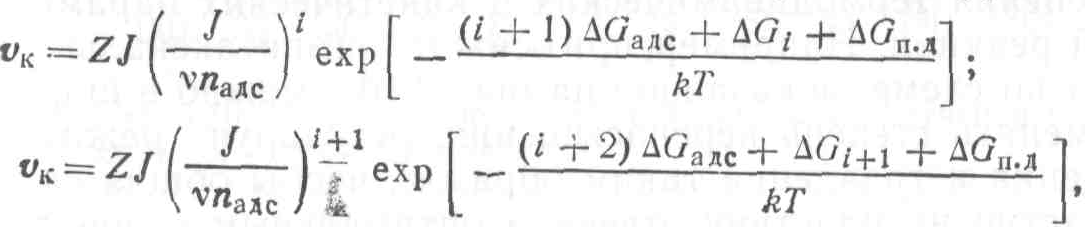 v_к = ZJ (J / νn_адс)^i exp [ − ((i + 1) ΔG_адс + ΔG_i + ΔG_п.д) / kT ];
v_к = ZJ (J / νn_адс)^(i+1) exp [ − ((i + 2) ΔG_адс + ΔG_(i+1) + ΔG_п.д) / kT ],